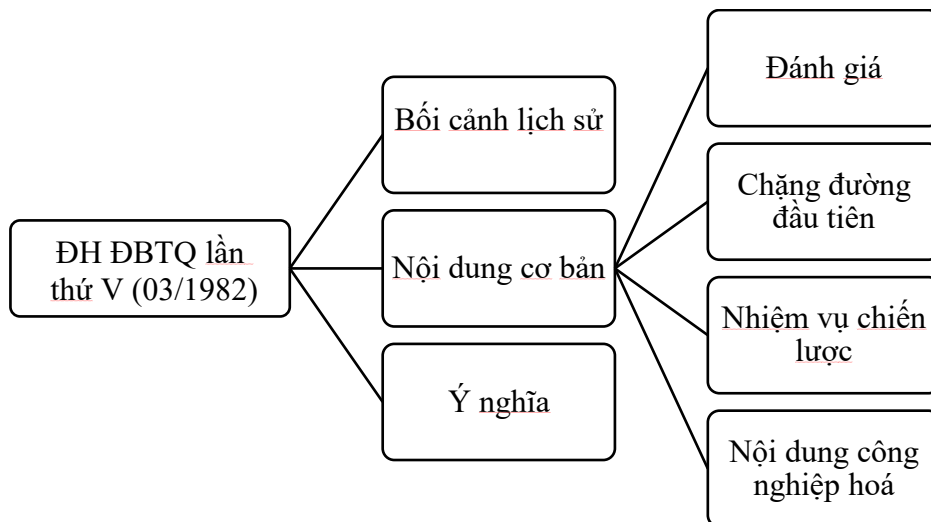 ĐH ĐBTQ lần
thứ V (03/1982)
Bối cảnh lịch sử
Nội dung cơ bản
Ý nghĩa
Đánh giá
Chặng đường
đầu tiên
Nhiệm vụ chiến
lược
Nội dung công
nghiệp hoá